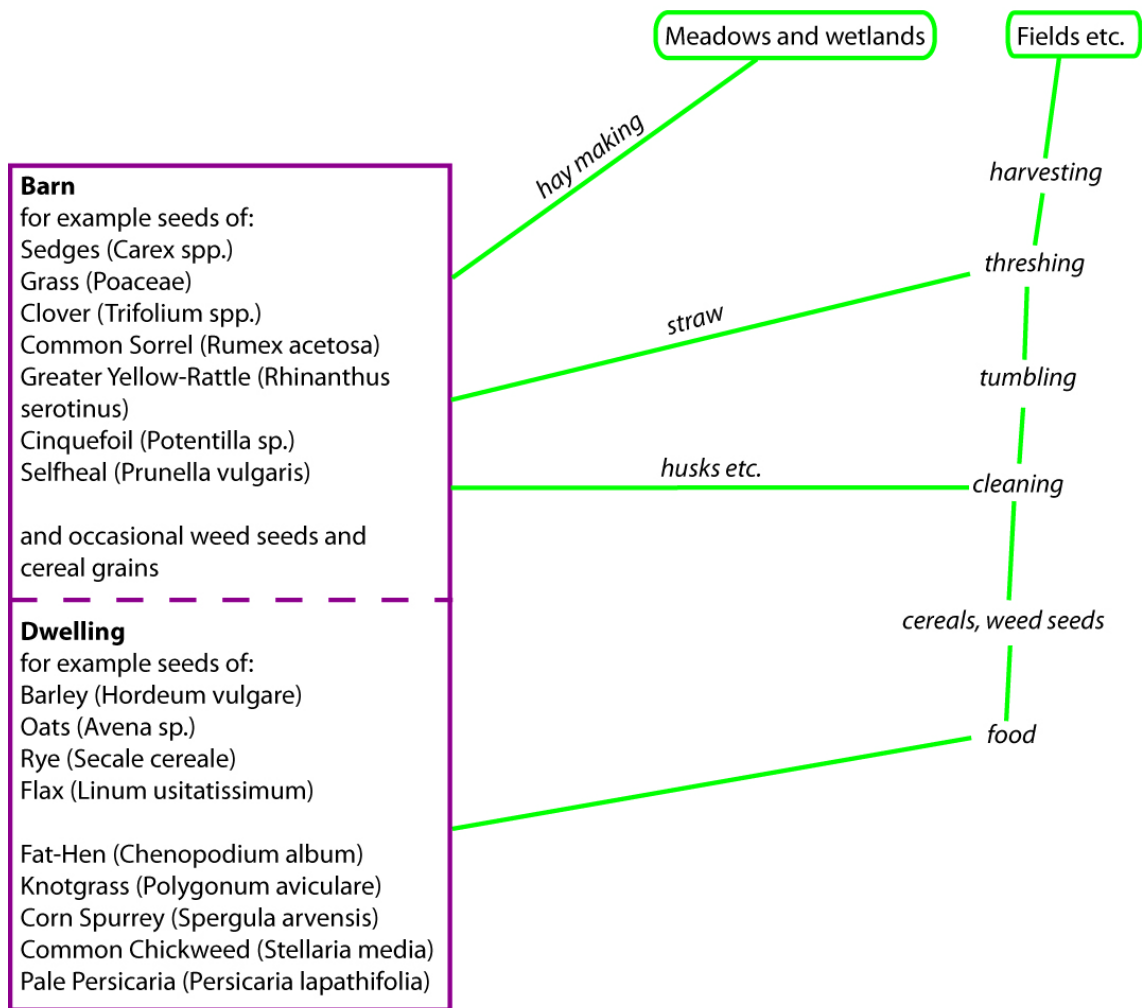 Meadows and wetlands
Fields etc.
hay making
harvesting
threshing
straw
tumbling
husks etc.
cleaning
cereals, weed seeds
food
Barn
for example seeds of:
Sedges (Carex spp.)
Grass (Poaceae)
Clover (Trifolium spp.)
Common Sorrel (Rumex acetosa)
Greater Yellow-Rattle (Rhinanthus
serotinus)
Cinquefoil (Potentilla sp.)
Selfheal (Prunella vulgaris)
and occasional weed seeds and
cereal grains
Dwelling
for example seeds of:
Barley (Hordeum vulgare)
Oats (Avena sp.)
Rye (Secale cereale)
Flax (Linum usitatissimum)
Fat-Hen (Chenopodium album)
Knotgrass (Polygonum aviculare)
Corn Spurrey (Spergula arvensis)
Common Chickweed (Stellaria media)
Pale Persicaria (Persicaria lapathifolia)